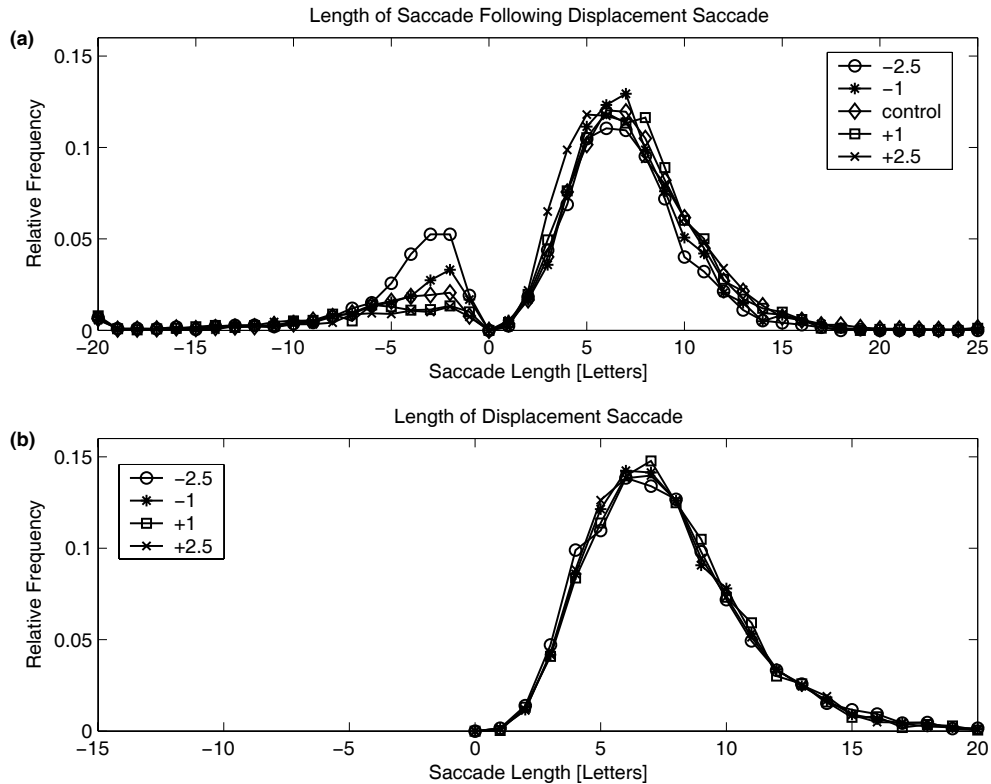 Length of Saccade Following Displacement Saccade
(a)
0.15
0.1
0.05
0
Relative Frequency
−2.5
−1
control
+1
+2.5
−20 −15 −10 −5 0 5 10 15 20 25
Saccade Length [Letters]
Length of Displacement Saccade
(b)
0.15
0.1
0.05
0
Relative Frequency
−2.5
−1
+1
+2.5
−15 −10 −5 0 5 10 15 20
Saccade Length [Letters]